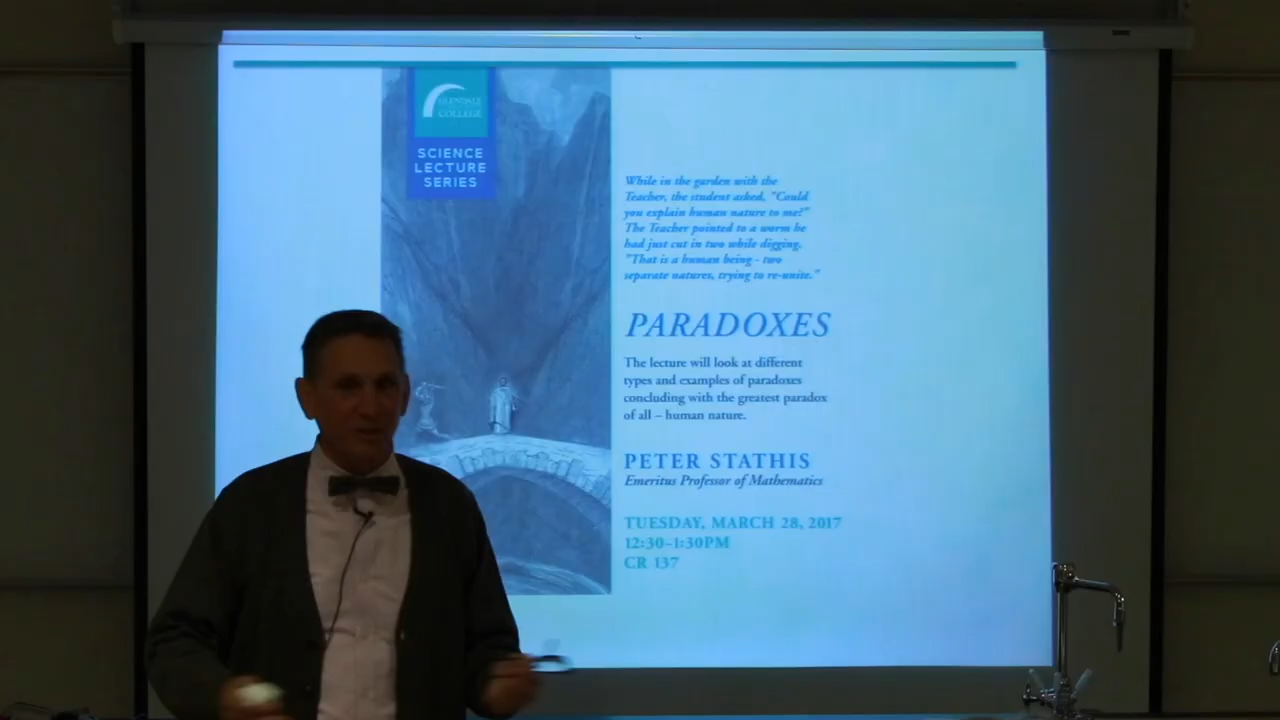 GLENDALE
COLLEGE
SCIENCE
LECTURE
SERIES
While in the garden with the
Teacher, the student asked, "Could
you explain human nature to me?"
The Teacher pointed to a worm he
had just cut in two while digging.
"That is a human being - two
separate natures, trying to re-unite."
PARADOXES
The lecture will look at different
types and examples of paradoxes
concluding with the greatest paradox
of all – human nature.
PETER STATHIS
Emeritus Professor of Mathematics
TUESDAY, MARCH 28, 2017
12:30–1:30PM
CR 137